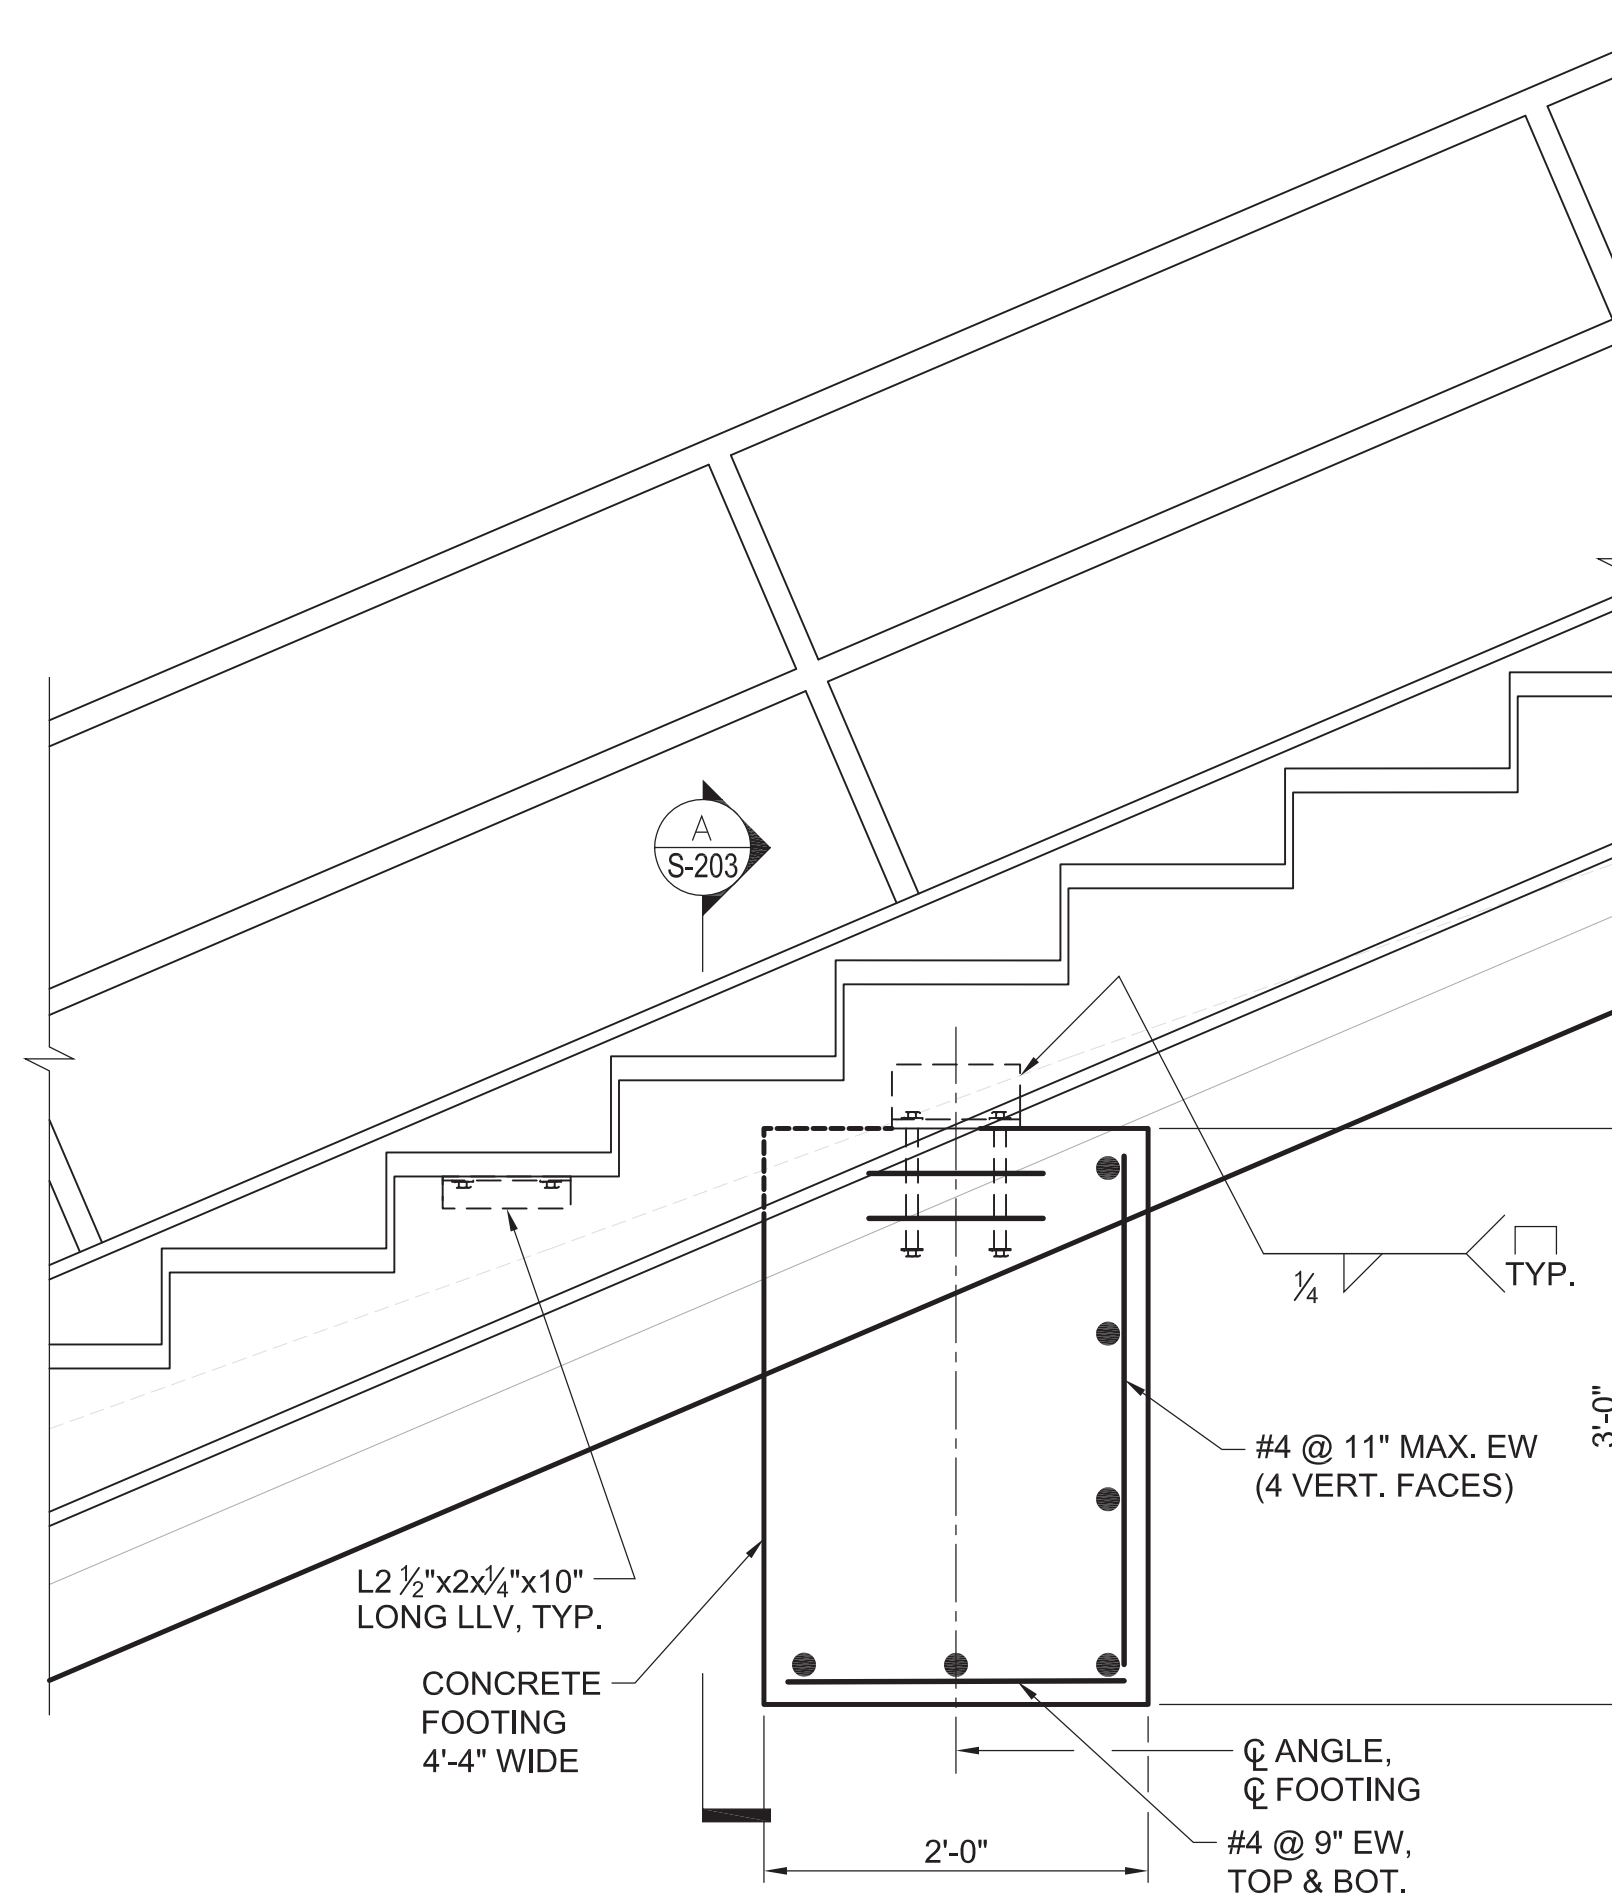 A
S-203
1/4
TYP.
3'-0"
#4 @ 11" MAX. EW
(4 VERT. FACES)
L2 1/2"x2x1/4"x10"
LONG LLV, TYP.
CONCRETE
FOOTING
4'-4" WIDE
℄ ANGLE,
℄ FOOTING
#4 @ 9" EW,
TOP & BOT.
2'-0"